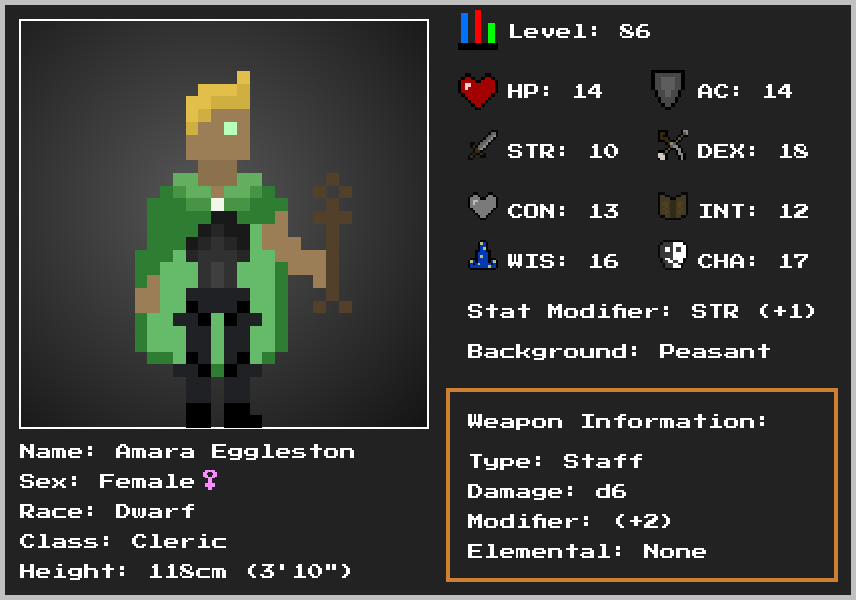 Level: 86
HP: 14 AC: 14
STR: 10 DEX: 18
CON: 13 INT: 12
WIS: 16 CHA: 17
Stat Modifier: STR (+1)
Background: Peasant
Weapon Information:
Type: Staff
Damage: d6
Modifier: (+2)
Elemental: None
Name: Amara Eggleston
Sex: Female♀
Race: Dwarf
Class: Cleric
Height: 118cm (3'10")